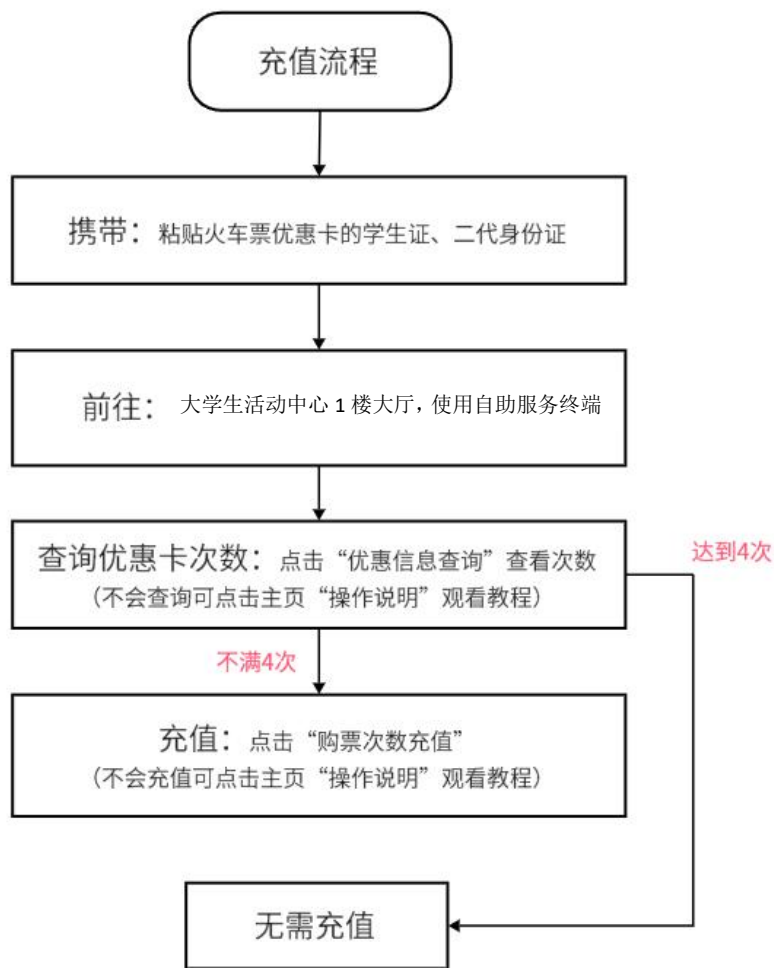 充值流程
携带：粘贴火车票优惠卡的学生证、二代身份证
前往：大学生活动中心 1 楼大厅，使用自助服务终端
查询优惠卡次数：点击“优惠信息查询”查看次数
（不会查询可点击主页“操作说明”观看教程）
达到4次
不满4次
充值：点击“购票次数充值”
（不会充值可点击主页“操作说明”观看教程）
无需充值